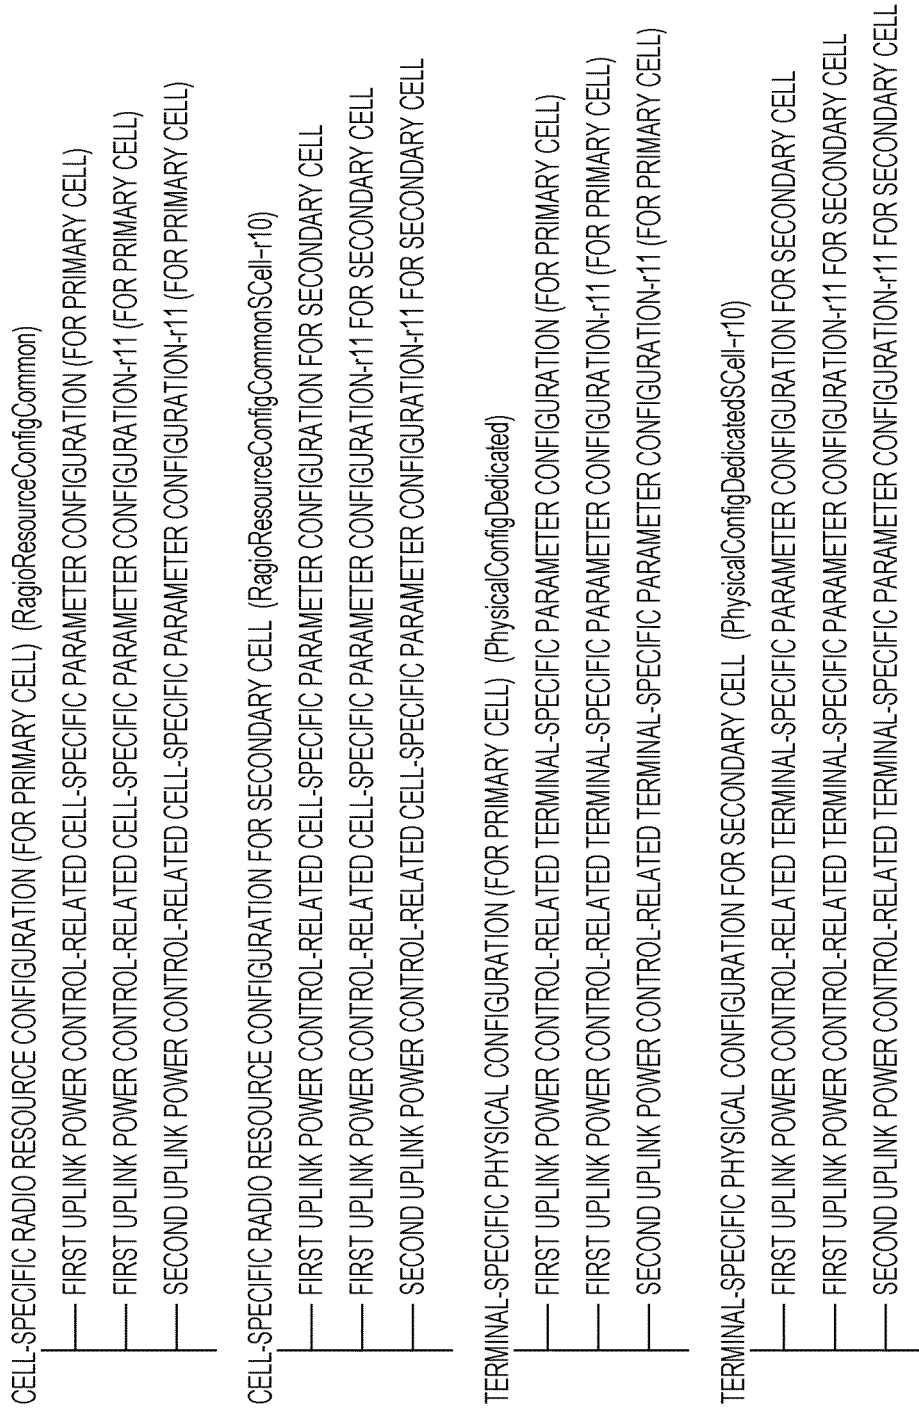 CELL-SPECIFIC RADIO RESOURCE CONFIGURATION (FOR PRIMARY CELL) (RagioResourceConfigCommon)
FIRST UPLINK POWER CONTROL-RELATED CELL-SPECIFIC PARAMETER CONFIGURATION (FOR PRIMARY CELL)
FIRST UPLINK POWER CONTROL-RELATED CELL-SPECIFIC PARAMETER CONFIGURATION-r11 (FOR PRIMARY CELL)
SECOND UPLINK POWER CONTROL-RELATED CELL-SPECIFIC PARAMETER CONFIGURATION-r11 (FOR PRIMARY CELL)
CELL-SPECIFIC RADIO RESOURCE CONFIGURATION FOR SECONDARY CELL (RagioResourceConfigCommonSCell-r10)
FIRST UPLINK POWER CONTROL-RELATED CELL-SPECIFIC PARAMETER CONFIGURATION FOR SECONDARY CELL
FIRST UPLINK POWER CONTROL-RELATED CELL-SPECIFIC PARAMETER CONFIGURATION-r11 FOR SECONDARY CELL
SECOND UPLINK POWER CONTROL-RELATED CELL-SPECIFIC PARAMETER CONFIGURATION-r11 FOR SECONDARY CELL
TERMINAL-SPECIFIC PHYSICAL CONFIGURATION (FOR PRIMARY CELL) (PhysicalConfigDedicated)
FIRST UPLINK POWER CONTROL-RELATED TERMINAL-SPECIFIC PARAMETER CONFIGURATION (FOR PRIMARY CELL)
FIRST UPLINK POWER CONTROL-RELATED TERMINAL-SPECIFIC PARAMETER CONFIGURATION-r11 (FOR PRIMARY CELL)
SECOND UPLINK POWER CONTROL-RELATED TERMINAL-SPECIFIC PARAMETER CONFIGURATION-r11 (FOR PRIMARY CELL)
TERMINAL-SPECIFIC PHYSICAL CONFIGURATION FOR SECONDARY CELL (PhysicalConfigDedicatedSCell-r10)
FIRST UPLINK POWER CONTROL-RELATED TERMINAL-SPECIFIC PARAMETER CONFIGURATION FOR SECONDARY CELL
FIRST UPLINK POWER CONTROL-RELATED TERMINAL-SPECIFIC PARAMETER CONFIGURATION-r11 FOR SECONDARY CELL
SECOND UPLINK POWER CONTROL-RELATED TERMINAL-SPECIFIC PARAMETER CONFIGURATION-r11 FOR SECONDARY CELL